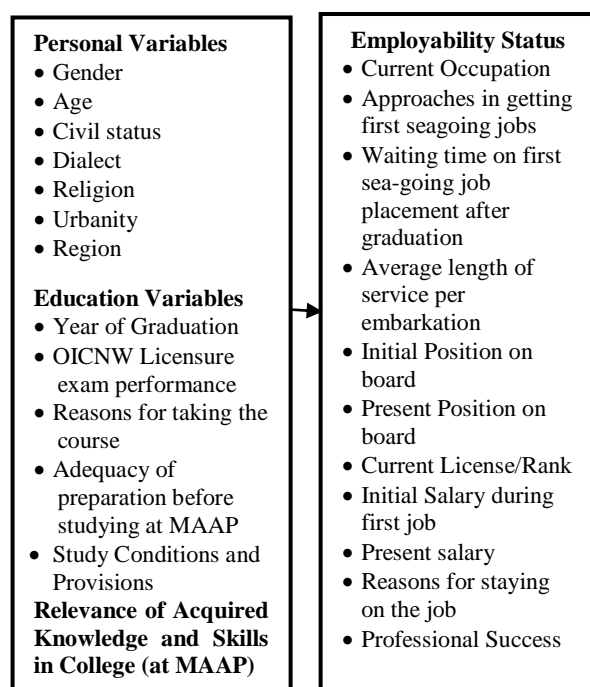 Personal Variables
• Gender
• Age
• Civil status
• Dialect
• Religion
• Urbanity
• Region
Education Variables
• Year of Graduation
• OICNW Licensure
exam performance
• Reasons for taking the
course
• Adequacy of
preparation before
studying at MAAP
• Study Conditions and
Provisions
Relevance of Acquired
Knowledge and Skills
in College (at MAAP)
Employability Status
• Current Occupation
• Approaches in getting
first seagoing jobs
• Waiting time on first
sea-going job
placement after
graduation
• Average length of
service per
embarkation
• Initial Position on
board
• Present Position on
board
• Current License/Rank
• Initial Salary during
first job
• Present salary
• Reasons for staying
on the job
• Professional Success